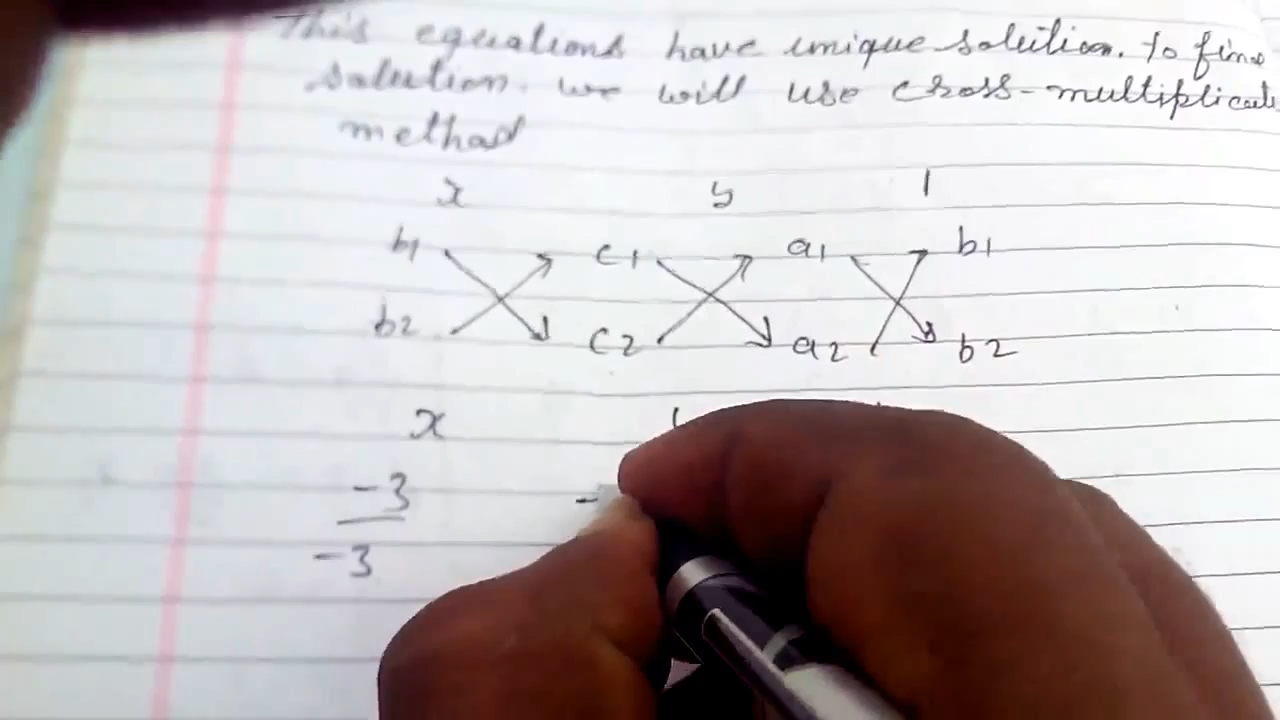 This equations have unique solution. To find
solution. we will use cross-multiplicati
method
x y 1
b1 c1 a1 b1
b2 c2 a2 b2
x
-3 -
-3